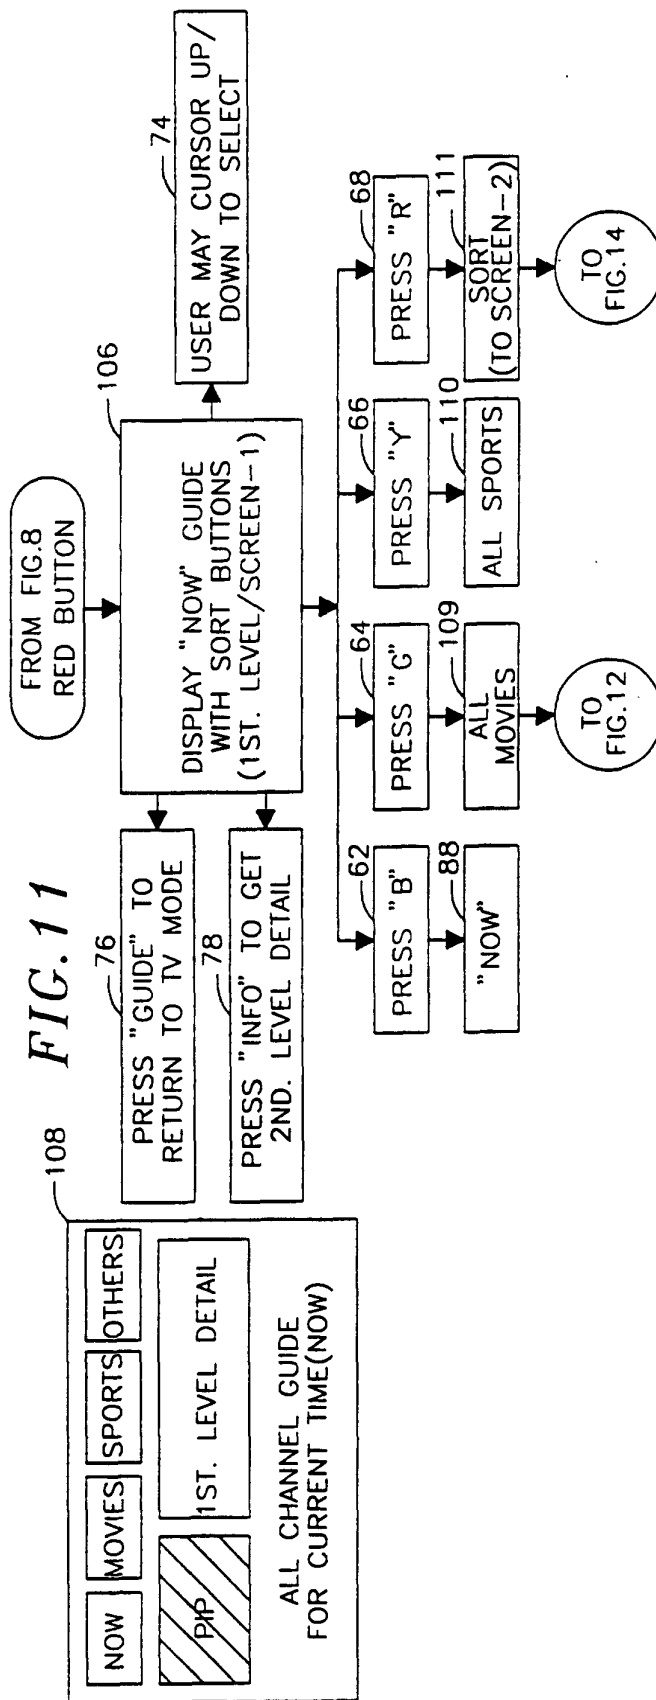 FIG.11
108
NOW
MOVIES
SPORTS
OTHERS
PIP
1ST. LEVEL DETAIL
ALL CHANNEL GUIDE
FOR CURRENT TIME(NOW)
FROM FIG.8
RED BUTTON
76
PRESS "GUIDE" TO
RETURN TO TV MODE
78
PRESS "INFO" TO GET
2ND. LEVEL DETAIL
106
DISPLAY "NOW" GUIDE
WITH SORT BUTTONS
(1ST. LEVEL/SCREEN-1)
74
USER MAY CURSOR UP/
DOWN TO SELECT
62
PRESS "B"
64
PRESS "G"
66
PRESS "Y"
68
PRESS "R"
88
"NOW"
109
ALL
MOVIES
110
ALL SPORTS
111
SORT
(TO SCREEN-2)
TO
FIG.12
TO
FIG.14